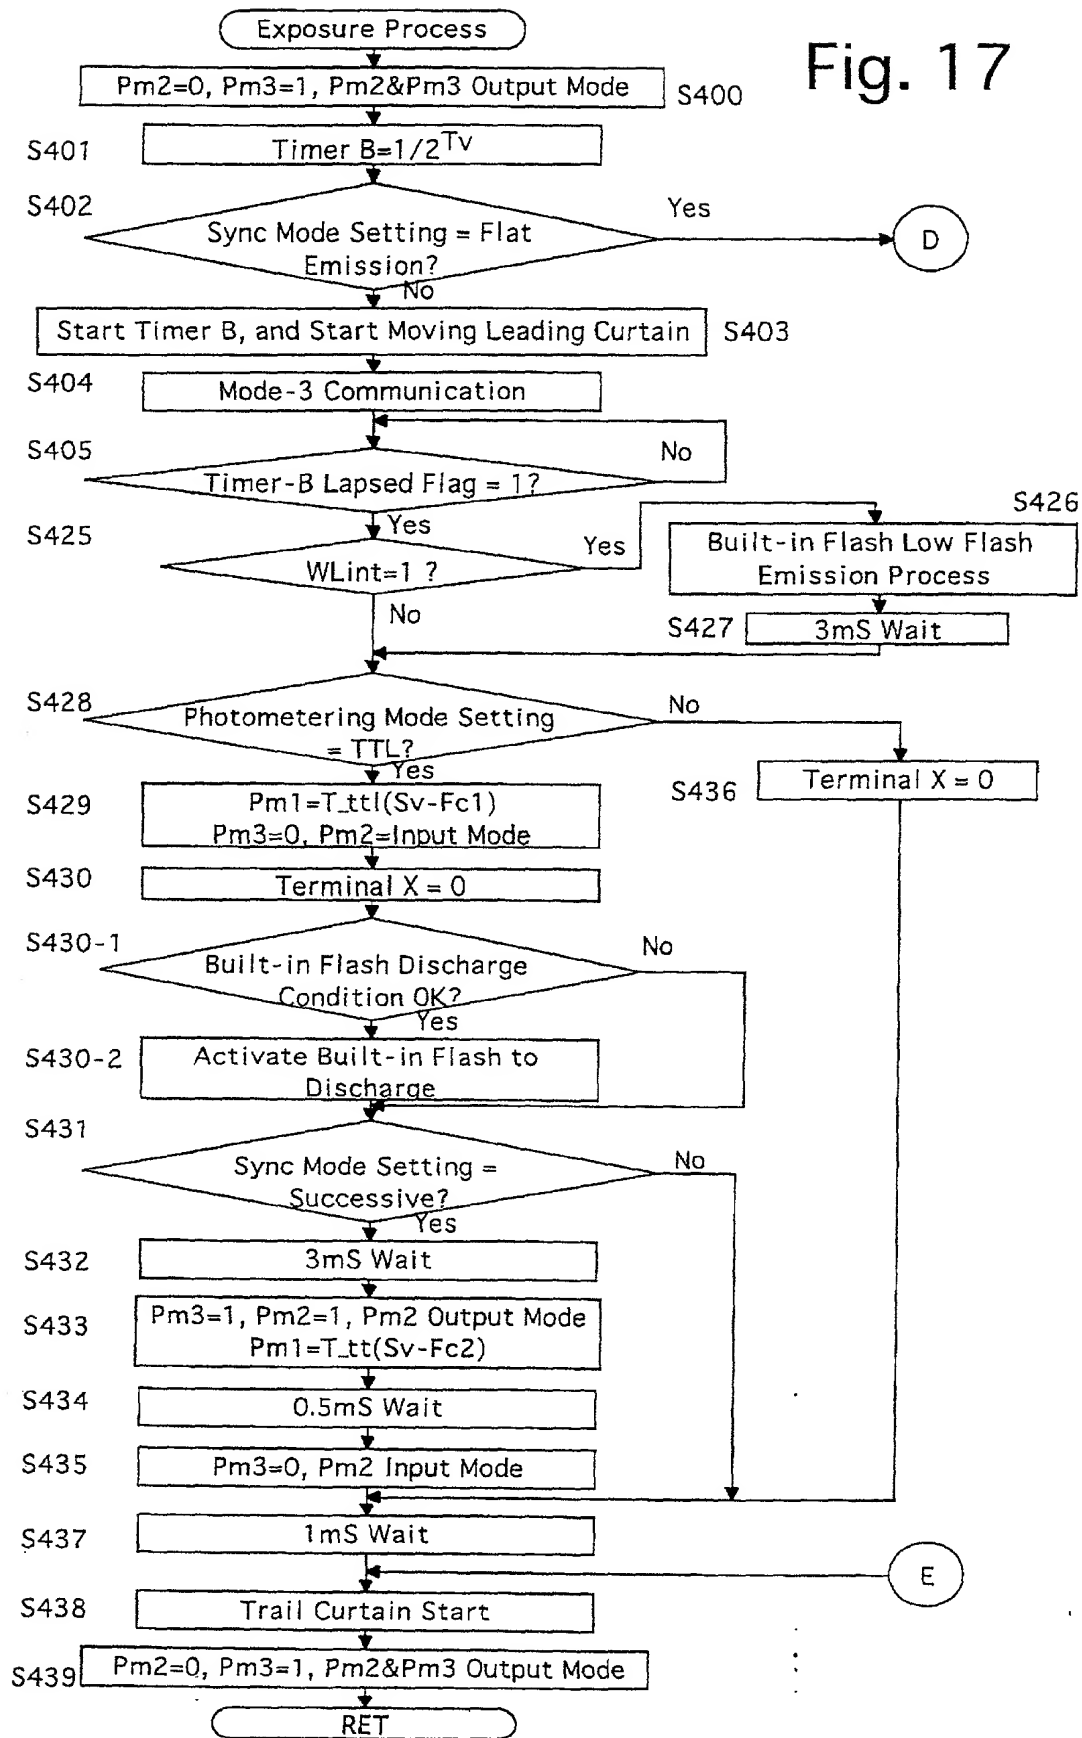 Exposure Process
Fig. 17
Pm2=0, Pm3=1, Pm2&Pm3 Output Mode
S400
S401
Timer B=1/2^Tv
S402
Sync Mode Setting = Flat
Emission?
Yes
D
No
Start Timer B, and Start Moving Leading Curtain
S403
S404
Mode-3 Communication
S405
Timer-B Lapsed Flag = 1?
No
Yes
S425
WLint=1 ?
Yes
S426
Built-in Flash Low Flash
Emission Process
No
S427
3mS Wait
S428
Photometering Mode Setting
= TTL?
No
Yes
S429
Pm1=T_ttl(Sv-Fc1)
Pm3=0, Pm2=Input Mode
S436
Terminal X = 0
S430
Terminal X = 0
S430-1
Built-in Flash Discharge
Condition OK?
No
Yes
S430-2
Activate Built-in Flash to
Discharge
S431
Sync Mode Setting =
Successive?
No
Yes
S432
3mS Wait
S433
Pm3=1, Pm2=1, Pm2 Output Mode
Pm1=T_tt(Sv-Fc2)
S434
0.5mS Wait
S435
Pm3=0, Pm2 Input Mode
S437
1mS Wait
E
S438
Trail Curtain Start
S439
Pm2=0, Pm3=1, Pm2&Pm3 Output Mode
RET